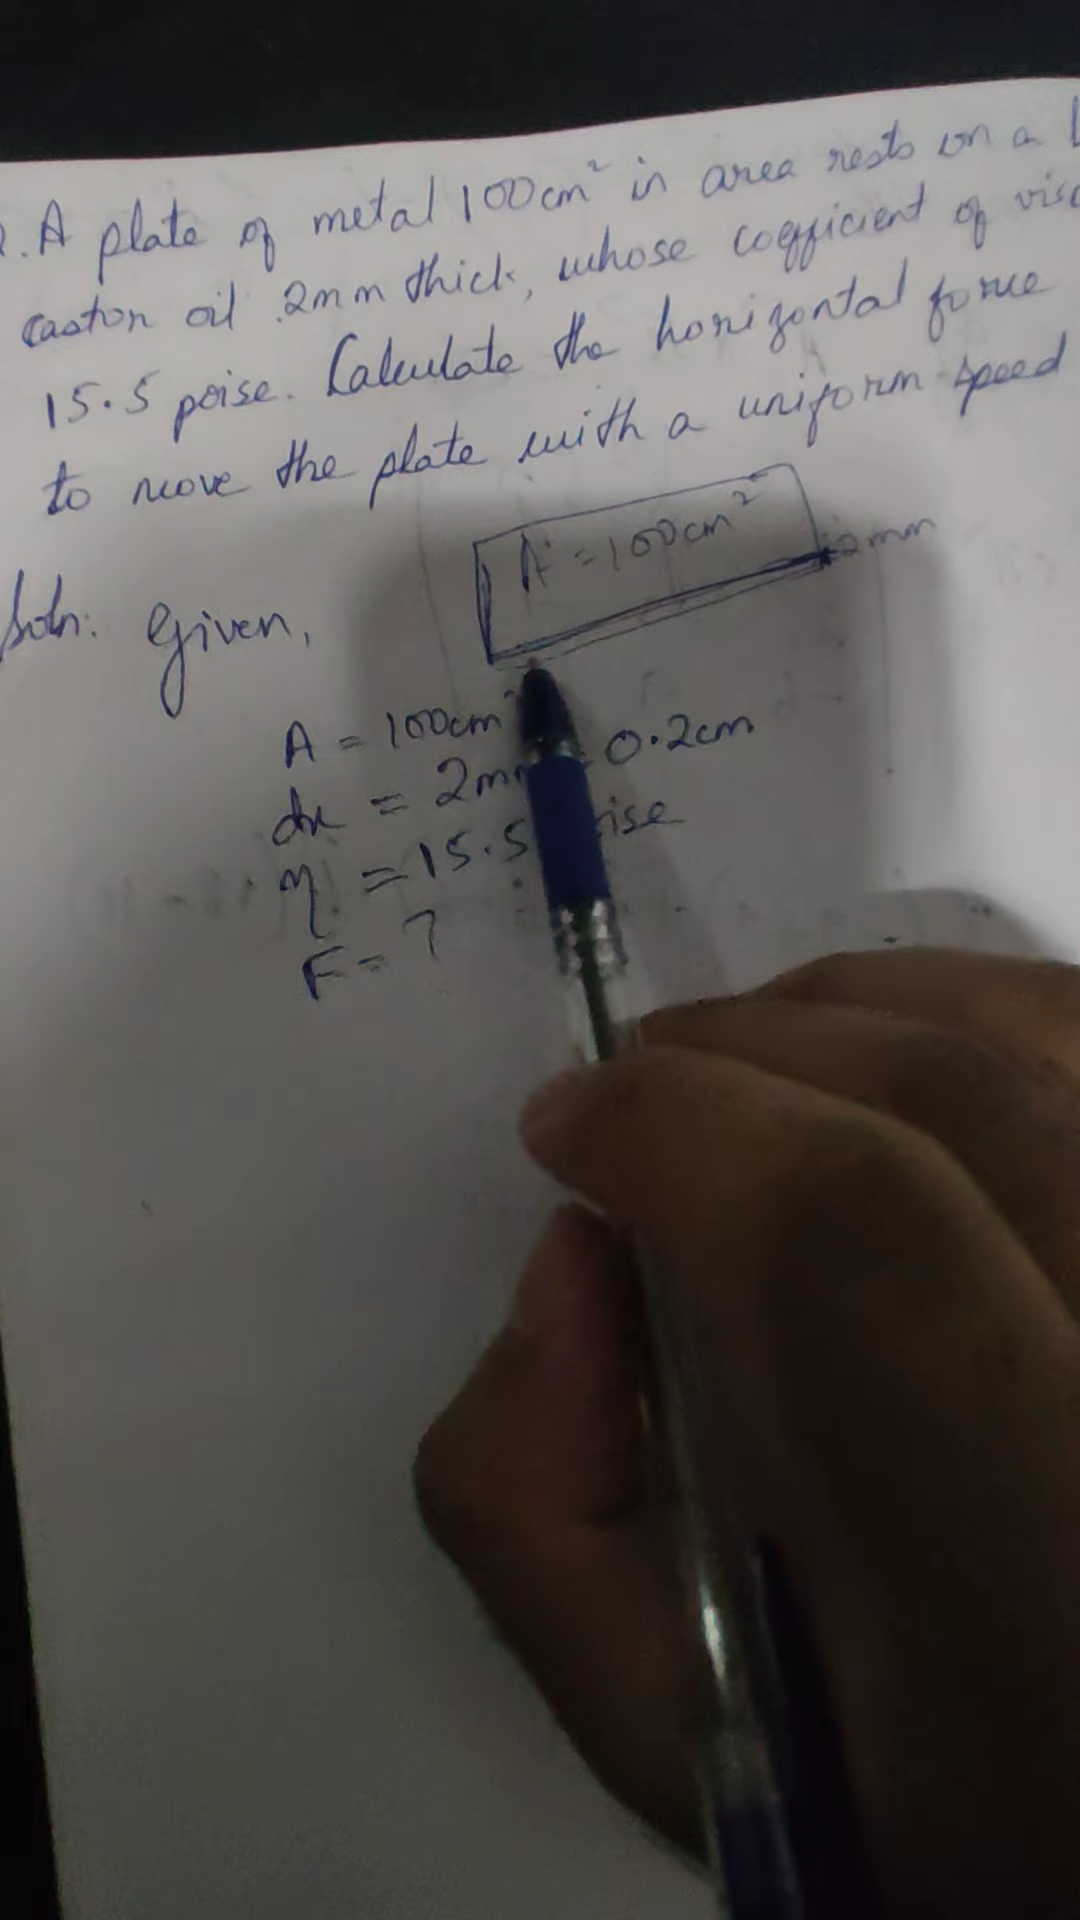 . A plate of metal 100cm² in area rests on a
castor oil 2mm thick, whose coefficient of
15.5 poise. Calculate the horizontal force
to move the plate with a uniform speed
A = 100cm²
2mm
Soln: Given,
A = 100cm²
dx = 2mm 0.2cm
η = 15.5 ise
F = ?